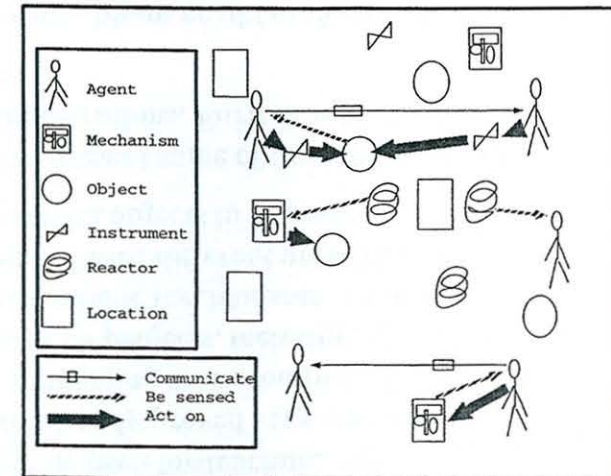 Agent
Mechanism
Object
Instrument
Reactor
Location
Communicate
Be sensed
Act on